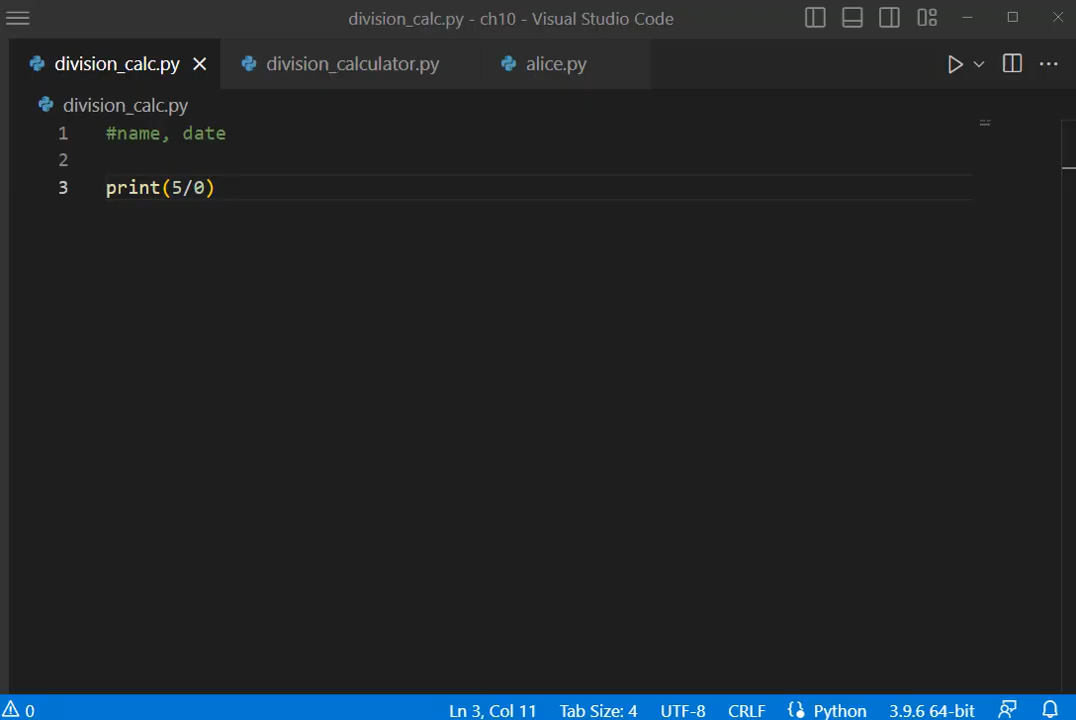 division_calc.py - ch10 - Visual Studio Code
division_calc.py division_calculator.py alice.py
division_calc.py
1 #name, date
2
3 print(5/0)
0 Ln 3, Col 11 Tab Size: 4 UTF-8 CRLF Python 3.9.6 64-bit